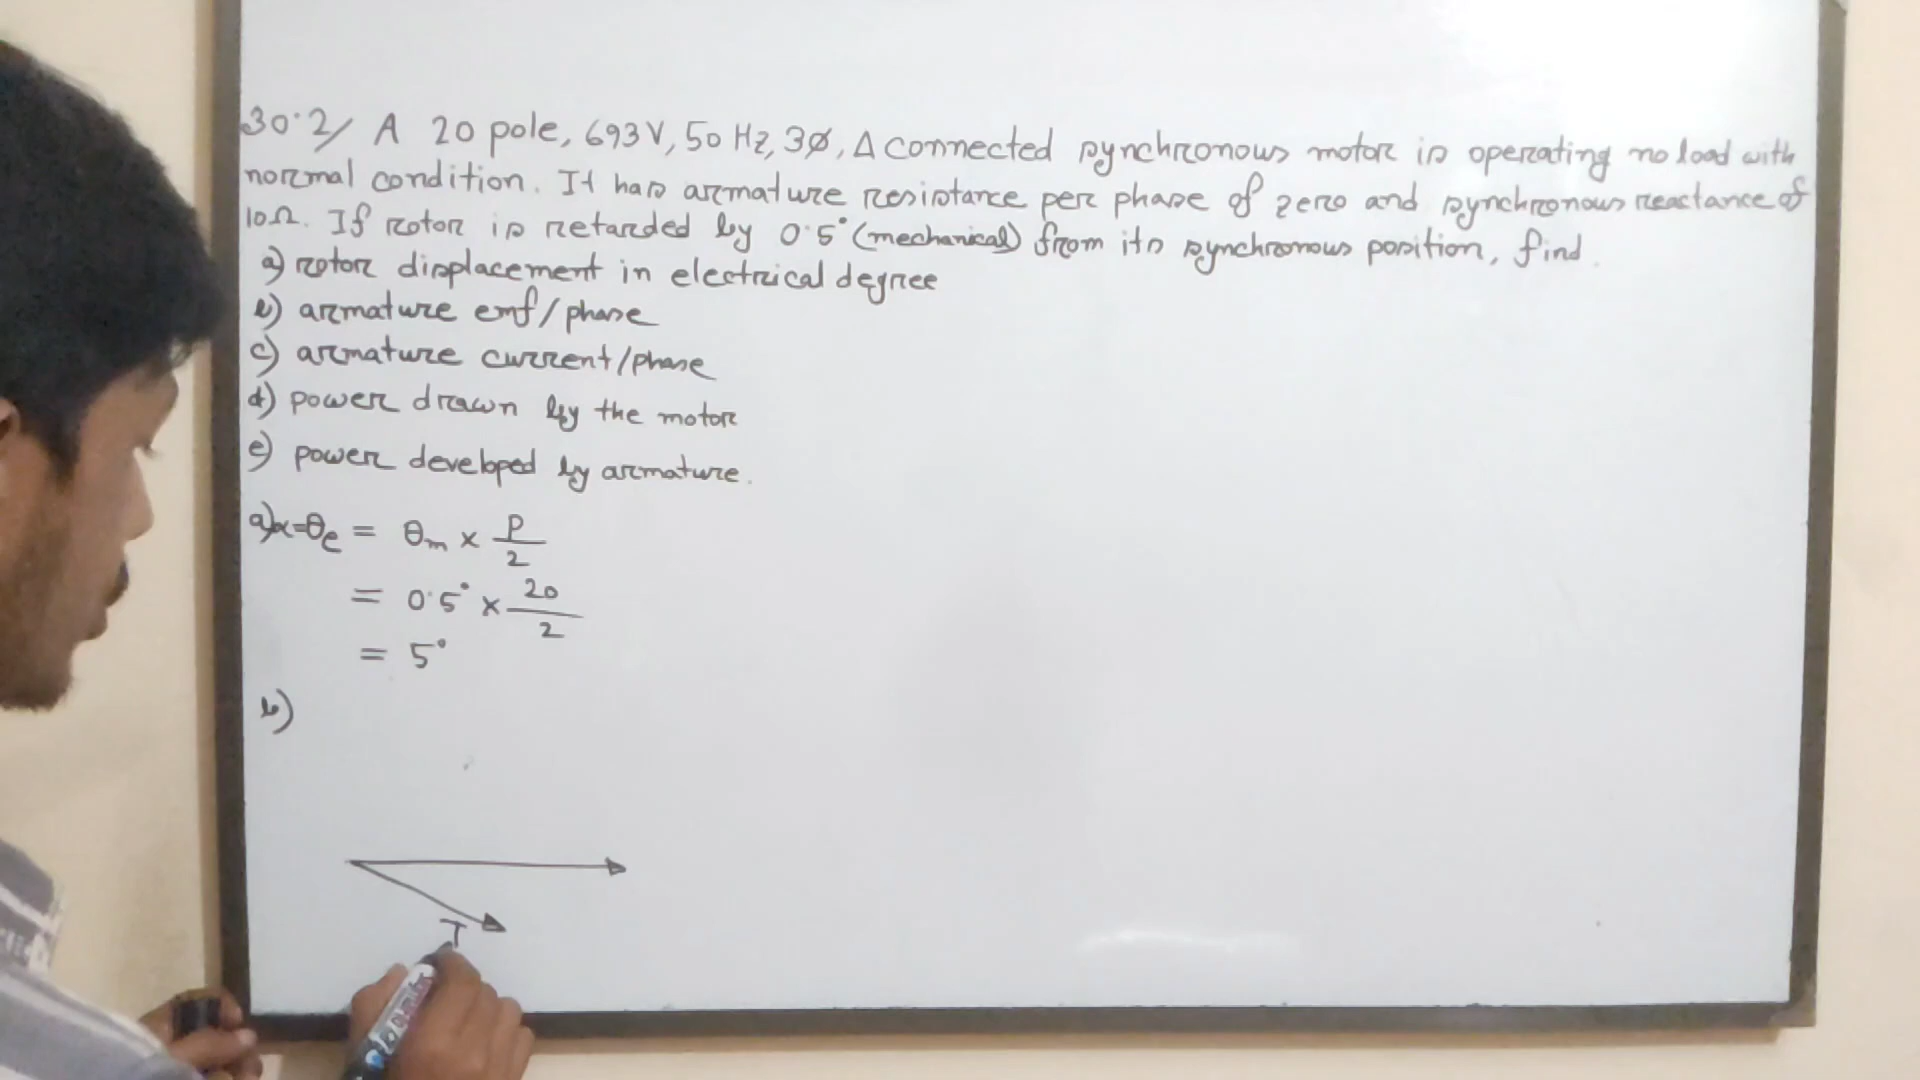 30.2/ A 20 pole, 693V, 50 Hz, 3Ø, Δ connected synchronous motor is operating no load with
normal condition. It has armature resistance per phase of zero and synchronous reactance of
10Ω. If rotor is retarded by 0.5° (mechanical) from its synchronous position, find.
a) rotor displacement in electrical degree
b) armature emf/phase
c) armature current/phase
d) power drawn by the motor
e) power developed by armature.
a) α=θe = θm × P/2
= 0.5° × 20/2
= 5°
b)
I